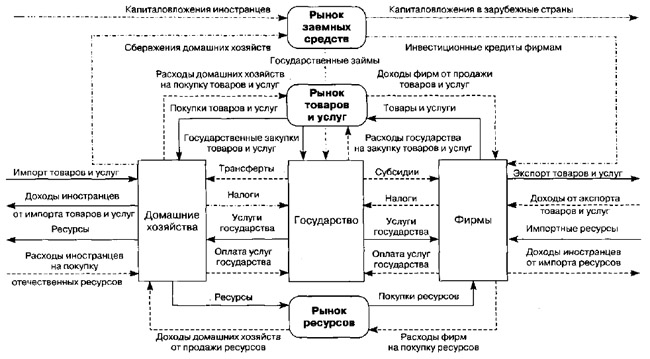 Капиталовложения иностранцев
Рынок
заемных
средств
Капиталовложения в зарубежные страны
Сбережения домашних хозяйств
Инвестиционные кредиты фирмам
Государственные займы
Расходы домашних хозяйств
на покупку товаров и услуг
Доходы фирм от продажи
товаров и услуг
Рынок
товаров
и услуг
Покупки товаров и услуг
Товары и услуги
Государственные закупки
товаров и услуг
Расходы государства
на закупку товаров и услуг
Импорт товаров и услуг
Трансферты
Субсидии
Экспорт товаров и услуг
Доходы иностранцев
от импорта товаров и услуг
Домашние
хозяйства
Налоги
Государство
Налоги
Фирмы
Доходы от экспорта
товаров и услуг
Ресурсы
Услуги
государства
Услуги
государства
Импортные ресурсы
Расходы иностранцев
на покупку
отечественных ресурсов
Оплата услуг
государства
Оплата услуг
государства
Доходы иностранцев
от импорта ресурсов
Ресурсы
Рынок
ресурсов
Покупки ресурсов
Доходы домашних хозяйств
от продажи ресурсов
Расходы фирм
на покупку ресурсов